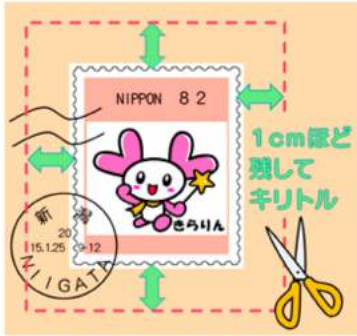 NIPPON 82
きらりん
1cmほど
残して
キリトル
新潟
20
15.1.25 9-12
NIIGATA